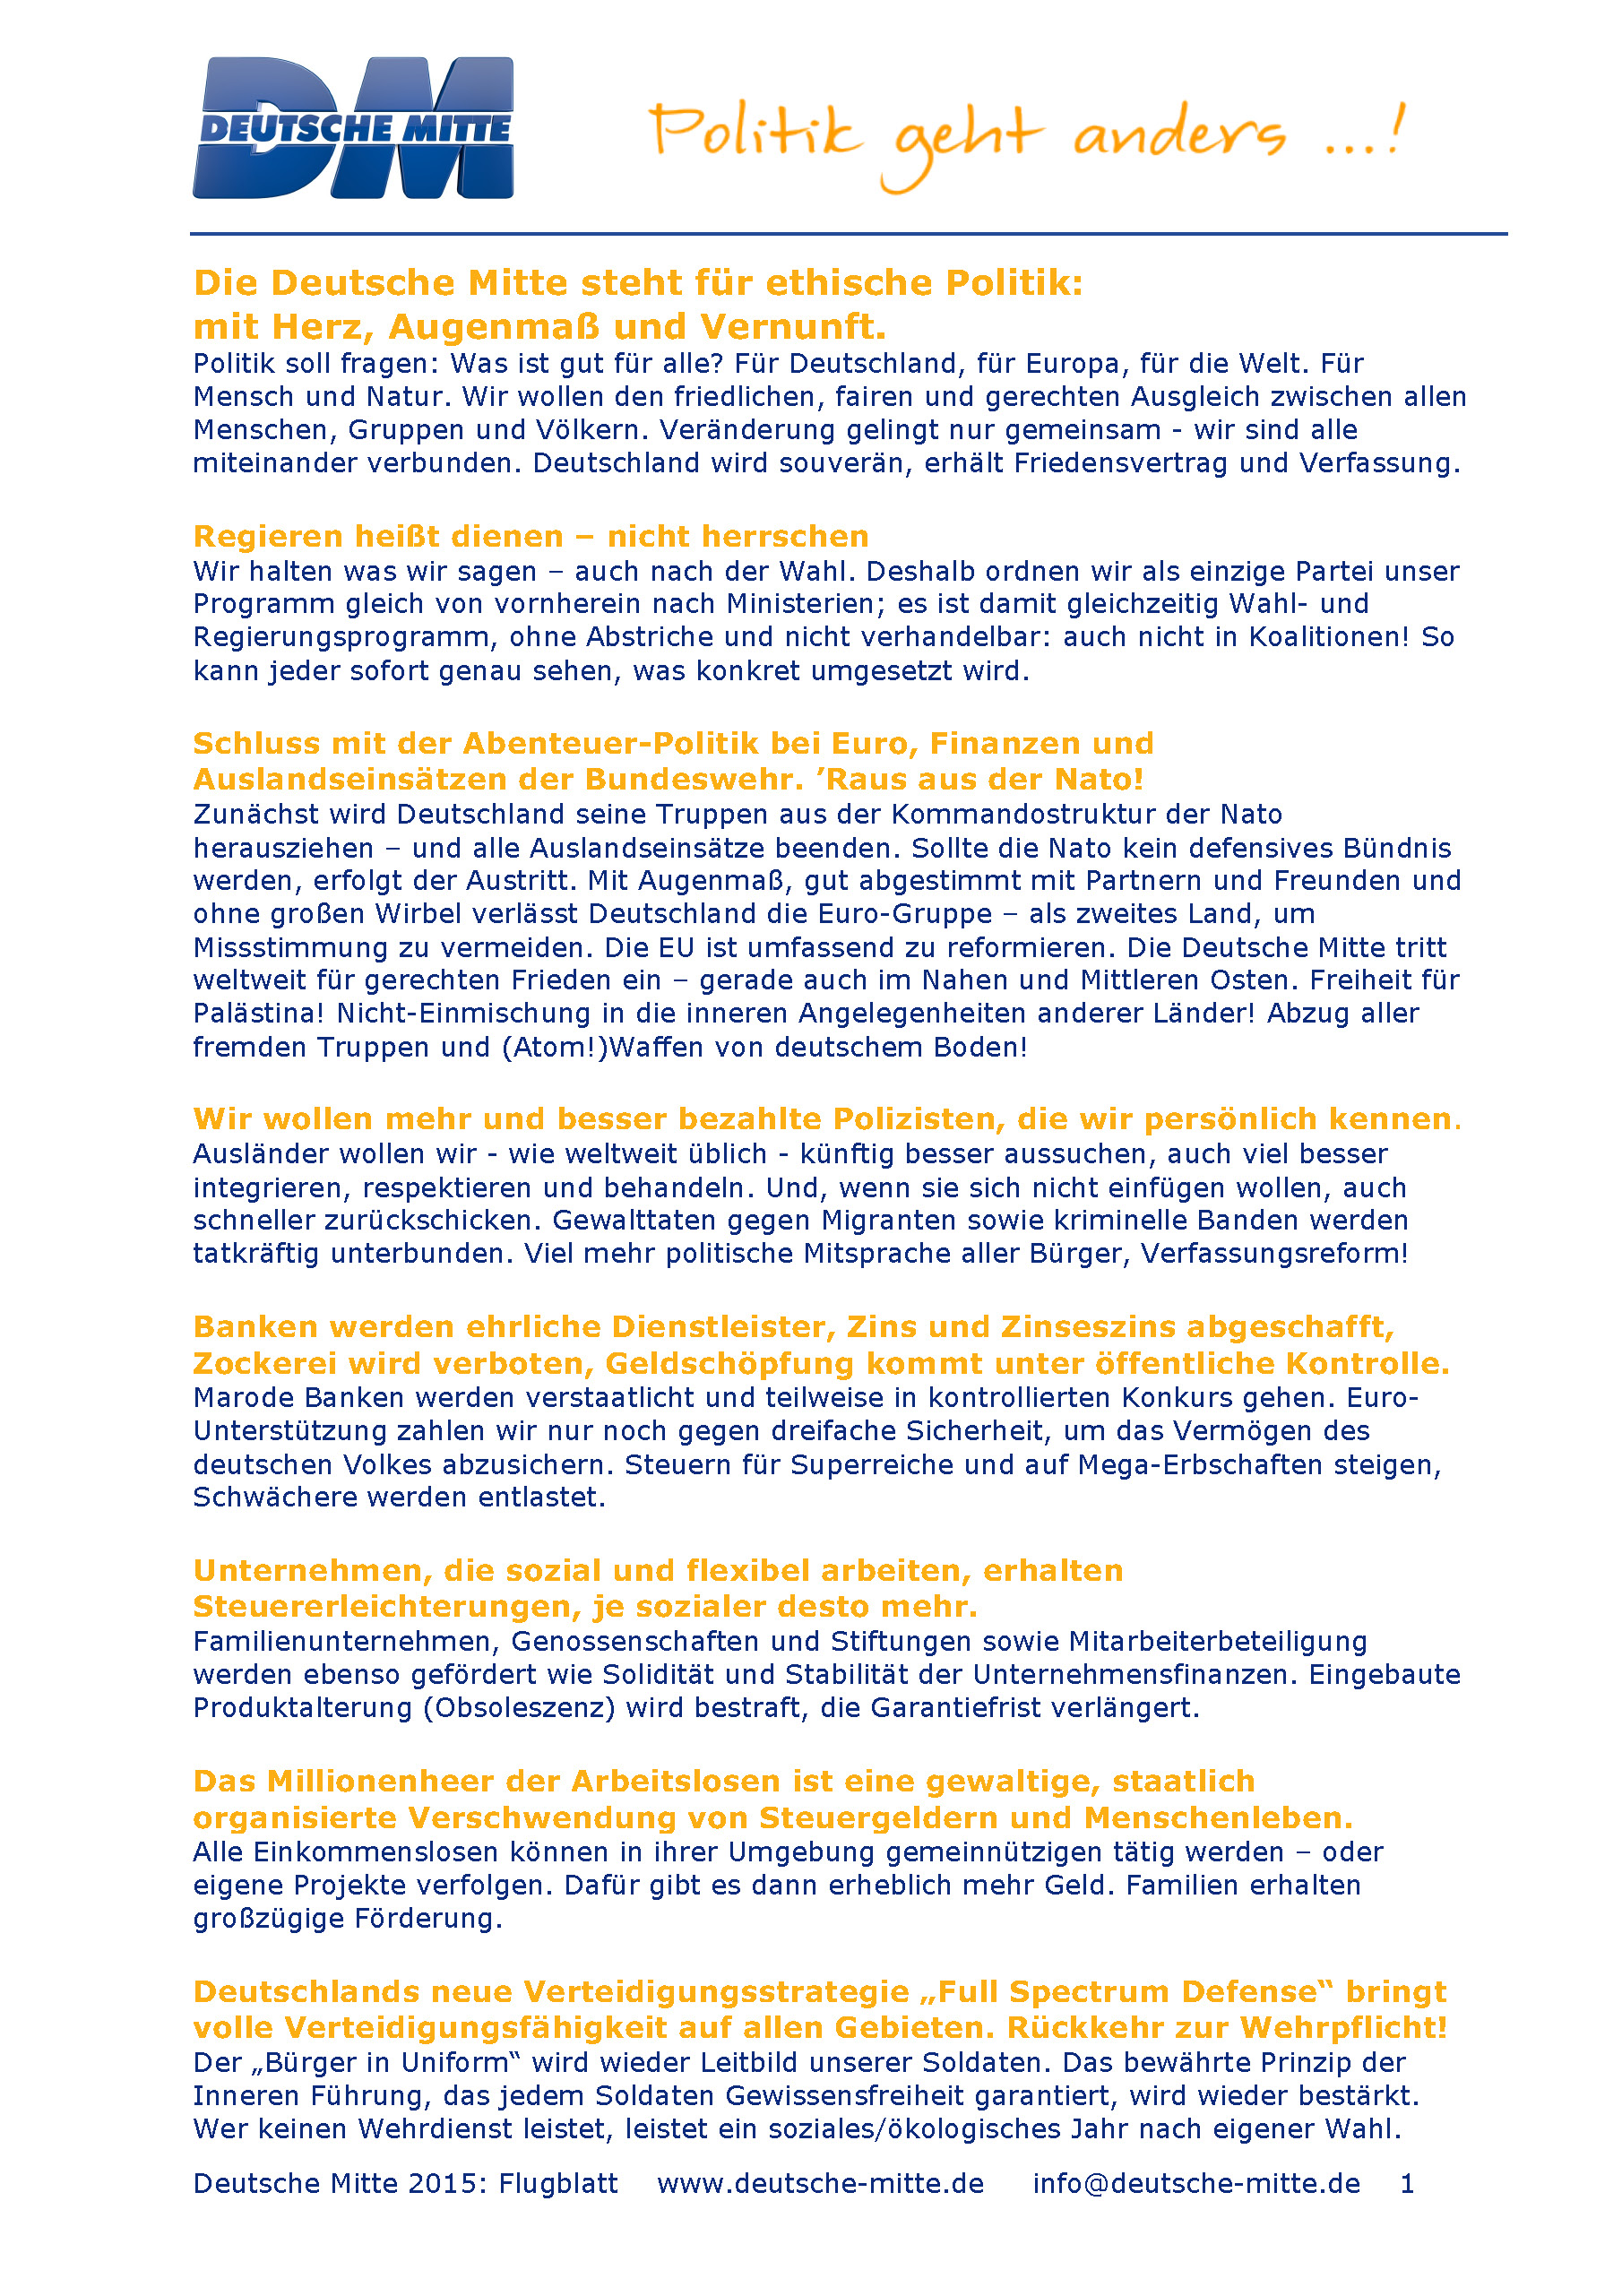 DEUTSCHE MITTE
Politik geht anders ...!
Die Deutsche Mitte steht für ethische Politik:
mit Herz, Augenmaß und Vernunft.
Politik soll fragen: Was ist gut für alle? Für Deutschland, für Europa, für die Welt. Für
Mensch und Natur. Wir wollen den friedlichen, fairen und gerechten Ausgleich zwischen allen
Menschen, Gruppen und Völkern. Veränderung gelingt nur gemeinsam - wir sind alle
miteinander verbunden. Deutschland wird souverän, erhält Friedensvertrag und Verfassung.
Regieren heißt dienen – nicht herrschen
Wir halten was wir sagen – auch nach der Wahl. Deshalb ordnen wir als einzige Partei unser
Programm gleich von vornherein nach Ministerien; es ist damit gleichzeitig Wahl- und
Regierungsprogramm, ohne Abstriche und nicht verhandelbar: auch nicht in Koalitionen! So
kann jeder sofort genau sehen, was konkret umgesetzt wird.
Schluss mit der Abenteuer-Politik bei Euro, Finanzen und
Auslandseinsätzen der Bundeswehr. ’Raus aus der Nato!
Zunächst wird Deutschland seine Truppen aus der Kommandostruktur der Nato
herausziehen – und alle Auslandseinsätze beenden. Sollte die Nato kein defensives Bündnis
werden, erfolgt der Austritt. Mit Augenmaß, gut abgestimmt mit Partnern und Freunden und
ohne großen Wirbel verlässt Deutschland die Euro-Gruppe – als zweites Land, um
Missstimmung zu vermeiden. Die EU ist umfassend zu reformieren. Die Deutsche Mitte tritt
weltweit für gerechten Frieden ein – gerade auch im Nahen und Mittleren Osten. Freiheit für
Palästina! Nicht-Einmischung in die inneren Angelegenheiten anderer Länder! Abzug aller
fremden Truppen und (Atom!)Waffen von deutschem Boden!
Wir wollen mehr und besser bezahlte Polizisten, die wir persönlich kennen.
Ausländer wollen wir - wie weltweit üblich - künftig besser aussuchen, auch viel besser
integrieren, respektieren und behandeln. Und, wenn sie sich nicht einfügen wollen, auch
schneller zurückschicken. Gewalttaten gegen Migranten sowie kriminelle Banden werden
tatkräftig unterbunden. Viel mehr politische Mitsprache aller Bürger, Verfassungsreform!
Banken werden ehrliche Dienstleister, Zins und Zinseszins abgeschafft,
Zockerei wird verboten, Geldschöpfung kommt unter öffentliche Kontrolle.
Marode Banken werden verstaatlicht und teilweise in kontrollierten Konkurs gehen. Euro-
Unterstützung zahlen wir nur noch gegen dreifache Sicherheit, um das Vermögen des
deutschen Volkes abzusichern. Steuern für Superreiche und auf Mega-Erbschaften steigen,
Schwächere werden entlastet.
Unternehmen, die sozial und flexibel arbeiten, erhalten
Steuererleichterungen, je sozialer desto mehr.
Familienunternehmen, Genossenschaften und Stiftungen sowie Mitarbeiterbeteiligung
werden ebenso gefördert wie Solidität und Stabilität der Unternehmensfinanzen. Eingebaute
Produktalterung (Obsoleszenz) wird bestraft, die Garantiefrist verlängert.
Das Millionenheer der Arbeitslosen ist eine gewaltige, staatlich
organisierte Verschwendung von Steuergeldern und Menschenleben.
Alle Einkommenslosen können in ihrer Umgebung gemeinnützigen tätig werden – oder
eigene Projekte verfolgen. Dafür gibt es dann erheblich mehr Geld. Familien erhalten
großzügige Förderung.
Deutschlands neue Verteidigungsstrategie „Full Spectrum Defense“ bringt
volle Verteidigungsfähigkeit auf allen Gebieten. Rückkehr zur Wehrpflicht!
Der „Bürger in Uniform“ wird wieder Leitbild unserer Soldaten. Das bewährte Prinzip der
Inneren Führung, das jedem Soldaten Gewissensfreiheit garantiert, wird wieder bestärkt.
Wer keinen Wehrdienst leistet, leistet ein soziales/ökologisches Jahr nach eigener Wahl.
Deutsche Mitte 2015: Flugblatt www.deutsche-mitte.de info@deutsche-mitte.de 1